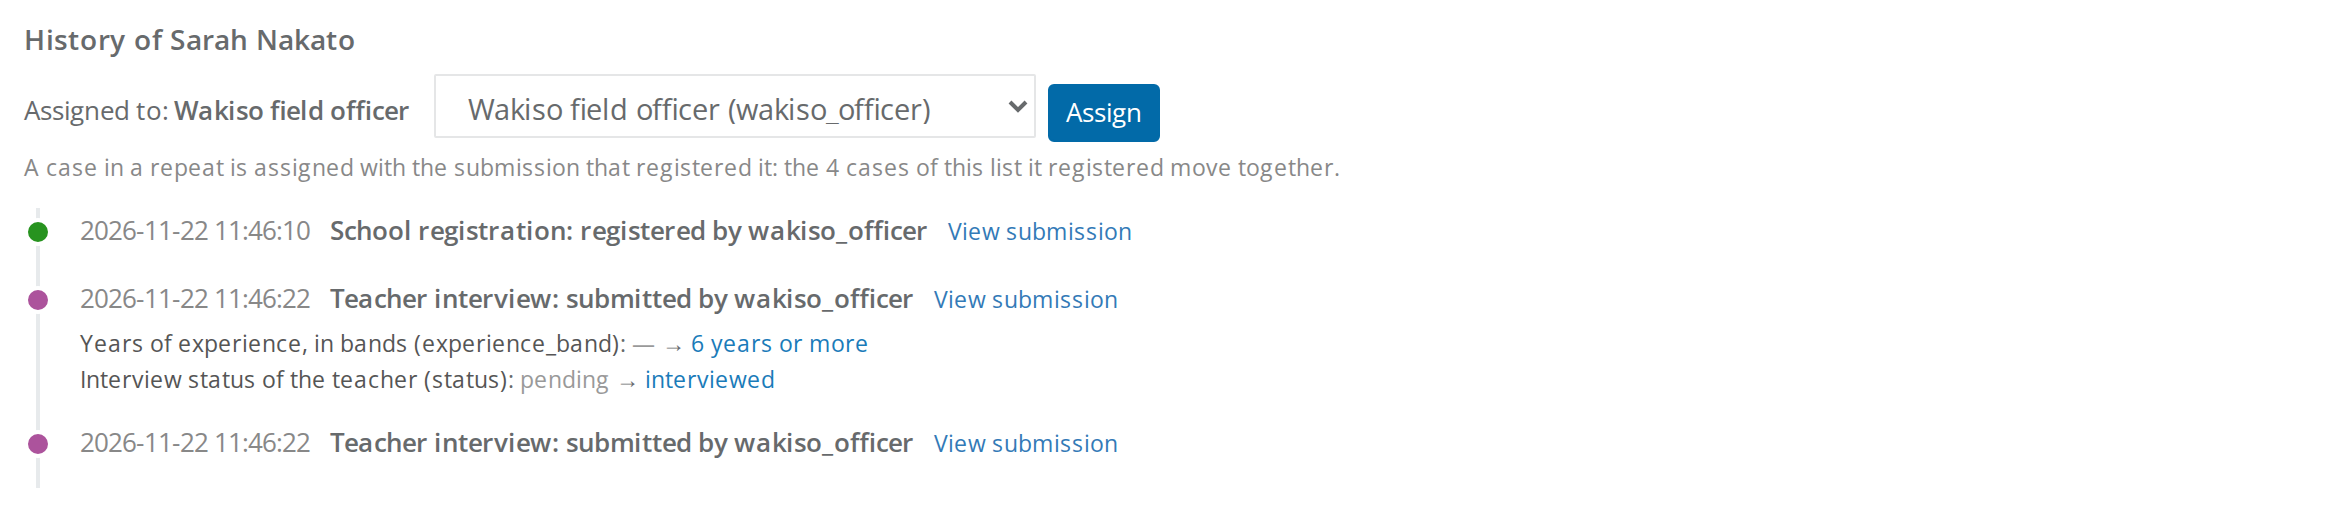 History of Sarah Nakato
Assigned to: Wakiso field officer Wakiso field officer (wakiso_officer) Assign
A case in a repeat is assigned with the submission that registered it: the 4 cases of this list it registered move together.
2026-11-22 11:46:10 School registration: registered by wakiso_officer View submission
2026-11-22 11:46:22 Teacher interview: submitted by wakiso_officer View submission
Years of experience, in bands (experience_band): — → 6 years or more
Interview status of the teacher (status): pending → interviewed
2026-11-22 11:46:22 Teacher interview: submitted by wakiso_officer View submission